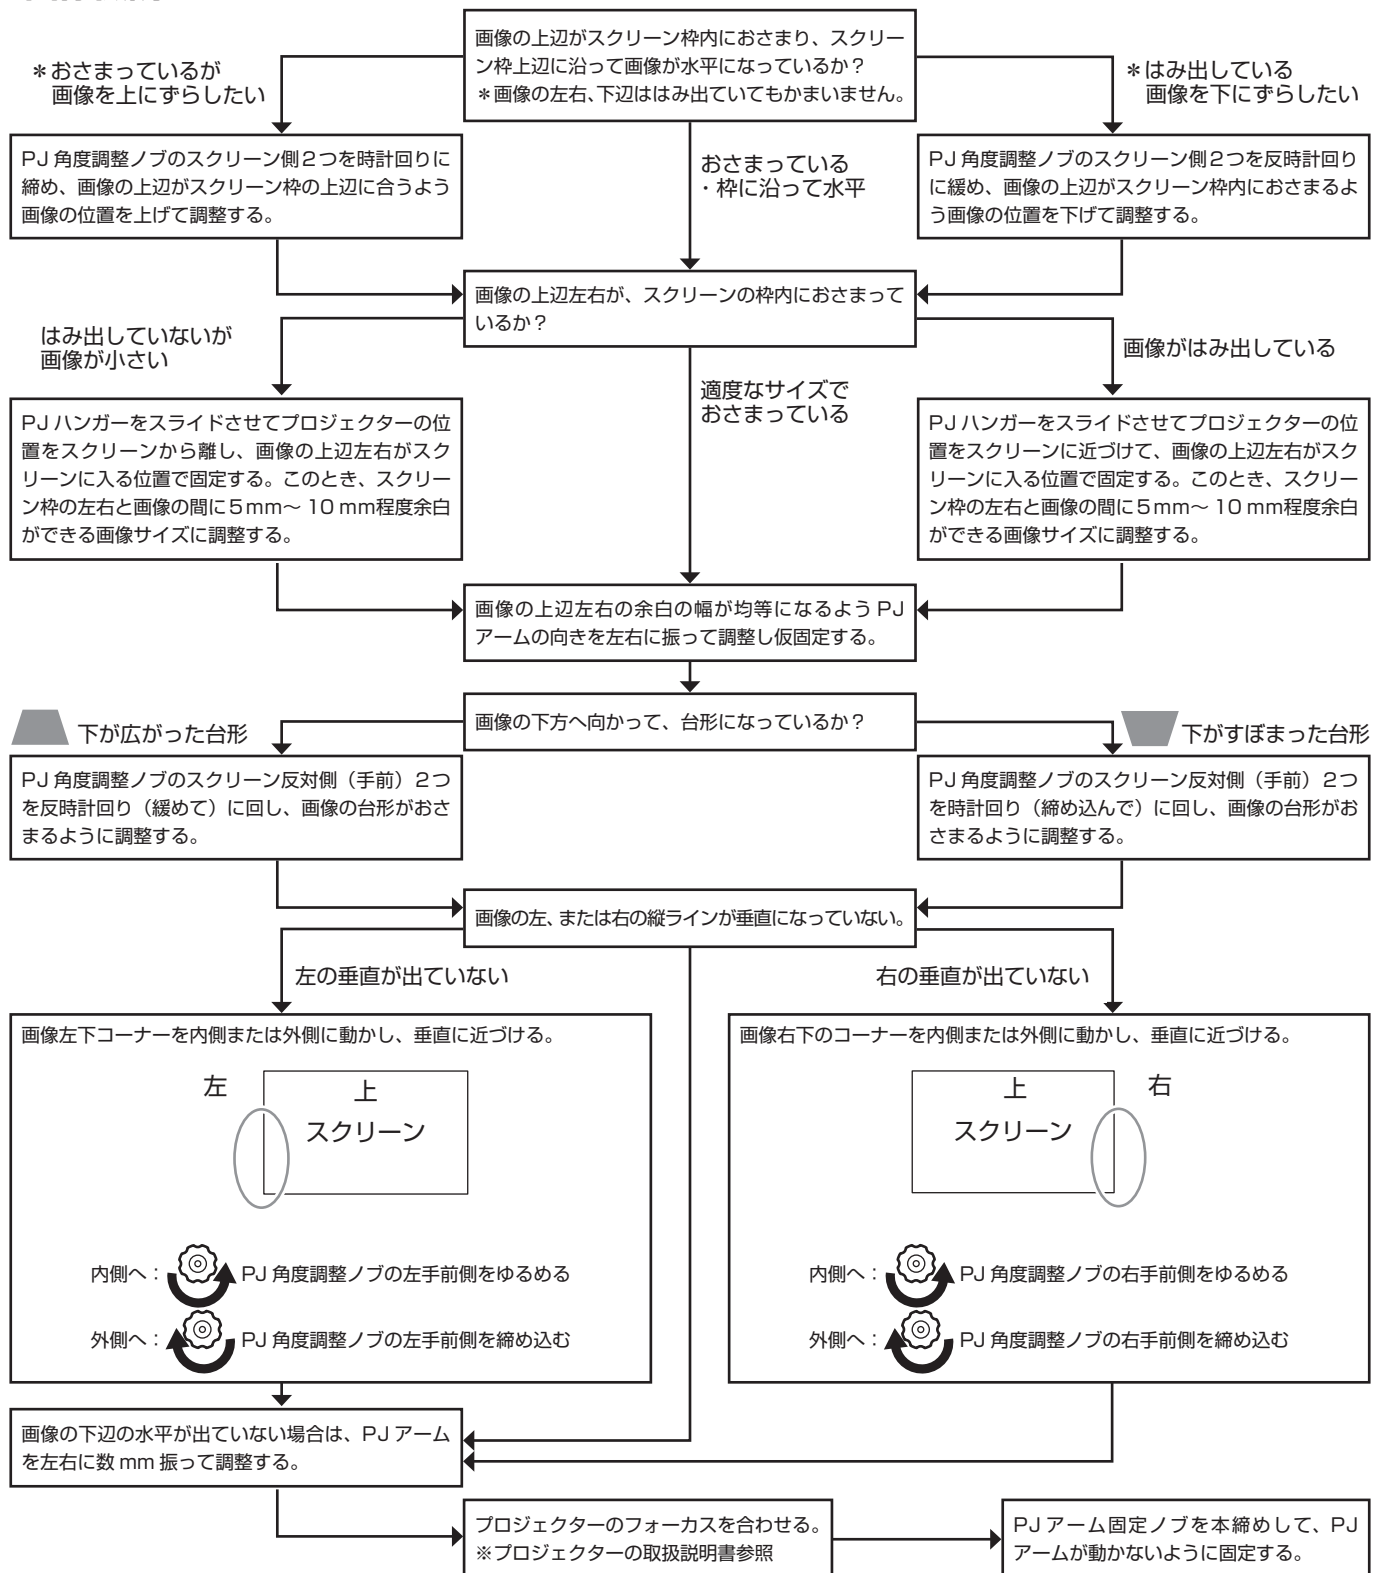 画像の上辺がスクリーン枠内におさまり、スクリー
ン枠上辺に沿って画像が水平になっているか？
＊画像の左右、下辺ははみ出ていてもかまいません。
＊おさまっているが
画像を上にずらしたい
＊はみ出している
画像を下にずらしたい
PJ 角度調整ノブのスクリーン側２つを時計回りに
締め、画像の上辺がスクリーン枠の上辺に合うよう
画像の位置を上げて調整する。
おさまっている
・枠に沿って水平
PJ 角度調整ノブのスクリーン側２つを反時計回り
に緩め、画像の上辺がスクリーン枠内におさまるよ
う画像の位置を下げて調整する。
画像の上辺左右が、スクリーンの枠内におさまって
いるか？
はみ出していないが
画像が小さい
適度なサイズで
おさまっている
画像がはみ出している
PJ ハンガーをスライドさせてプロジェクターの位
置をスクリーンから離し、画像の上辺左右がスク
リーンに入る位置で固定する。このとき、スクリー
ン枠の左右と画像の間に５mm～ 10 mm程度余白
ができる画像サイズに調整する。
PJ ハンガーをスライドさせてプロジェクターの位
置をスクリーンに近づけて、画像の上辺左右がスク
リーンに入る位置で固定する。このとき、スクリー
ン枠の左右と画像の間に５mm～ 10 mm程度余白
ができる画像サイズに調整する。
画像の上辺左右の余白の幅が均等になるよう PJ
アームの向きを左右に振って調整し仮固定する。
画像の下方へ向かって、台形になっているか？
下が広がった台形
下がすぼまった台形
PJ 角度調整ノブのスクリーン反対側（手前）２つ
を反時計回り（緩めて）に回し、画像の台形がおさ
まるように調整する。
PJ 角度調整ノブのスクリーン反対側（手前）２つ
を時計回り（締め込んで）に回し、画像の台形がお
さまるように調整する。
画像の左、または右の縦ラインが垂直になっていない。
左の垂直が出ていない
右の垂直が出ていない
画像左下コーナーを内側または外側に動かし、垂直に近づける。
左
上
スクリーン
内側へ： PJ 角度調整ノブの左手前側をゆるめる
外側へ： PJ 角度調整ノブの左手前側を締め込む
画像右下のコーナーを内側または外側に動かし、垂直に近づける。
上
右
スクリーン
内側へ： PJ 角度調整ノブの右手前側をゆるめる
外側へ： PJ 角度調整ノブの右手前側を締め込む
画像の下辺の水平が出ていない場合は、PJ アーム
を左右に数 mm 振って調整する。
プロジェクターのフォーカスを合わせる。
※プロジェクターの取扱説明書参照
PJ アーム固定ノブを本締めして、PJ
アームが動かないように固定する。